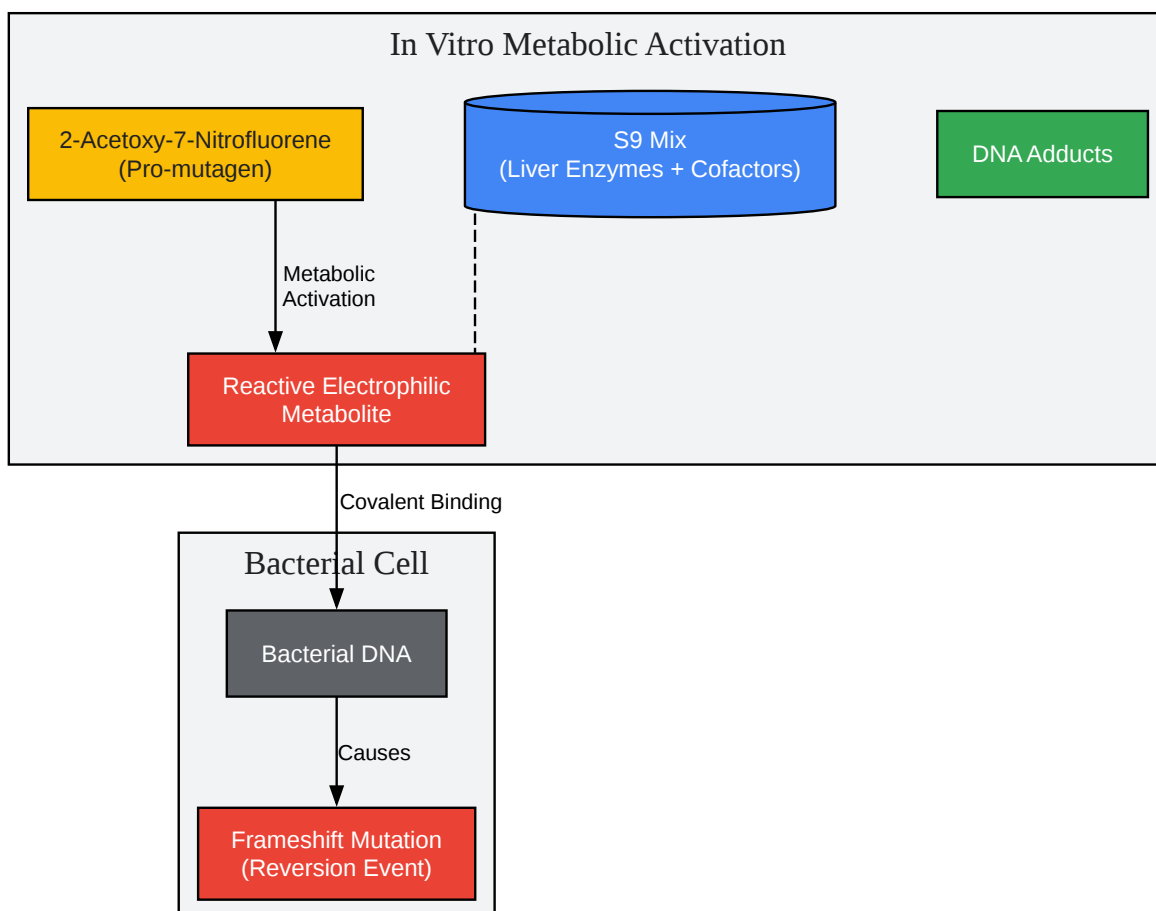 In Vitro Metabolic Activation
2-Acetoxy-7-Nitrofluorene
(Pro-mutagen)
S9 Mix
(Liver Enzymes + Cofactors)
DNA Adducts
Metabolic
Activation
Reactive Electrophilic
Metabolite
Covalent Binding
Bacterial Cell
Bacterial DNA
Causes
Frameshift Mutation
(Reversion Event)